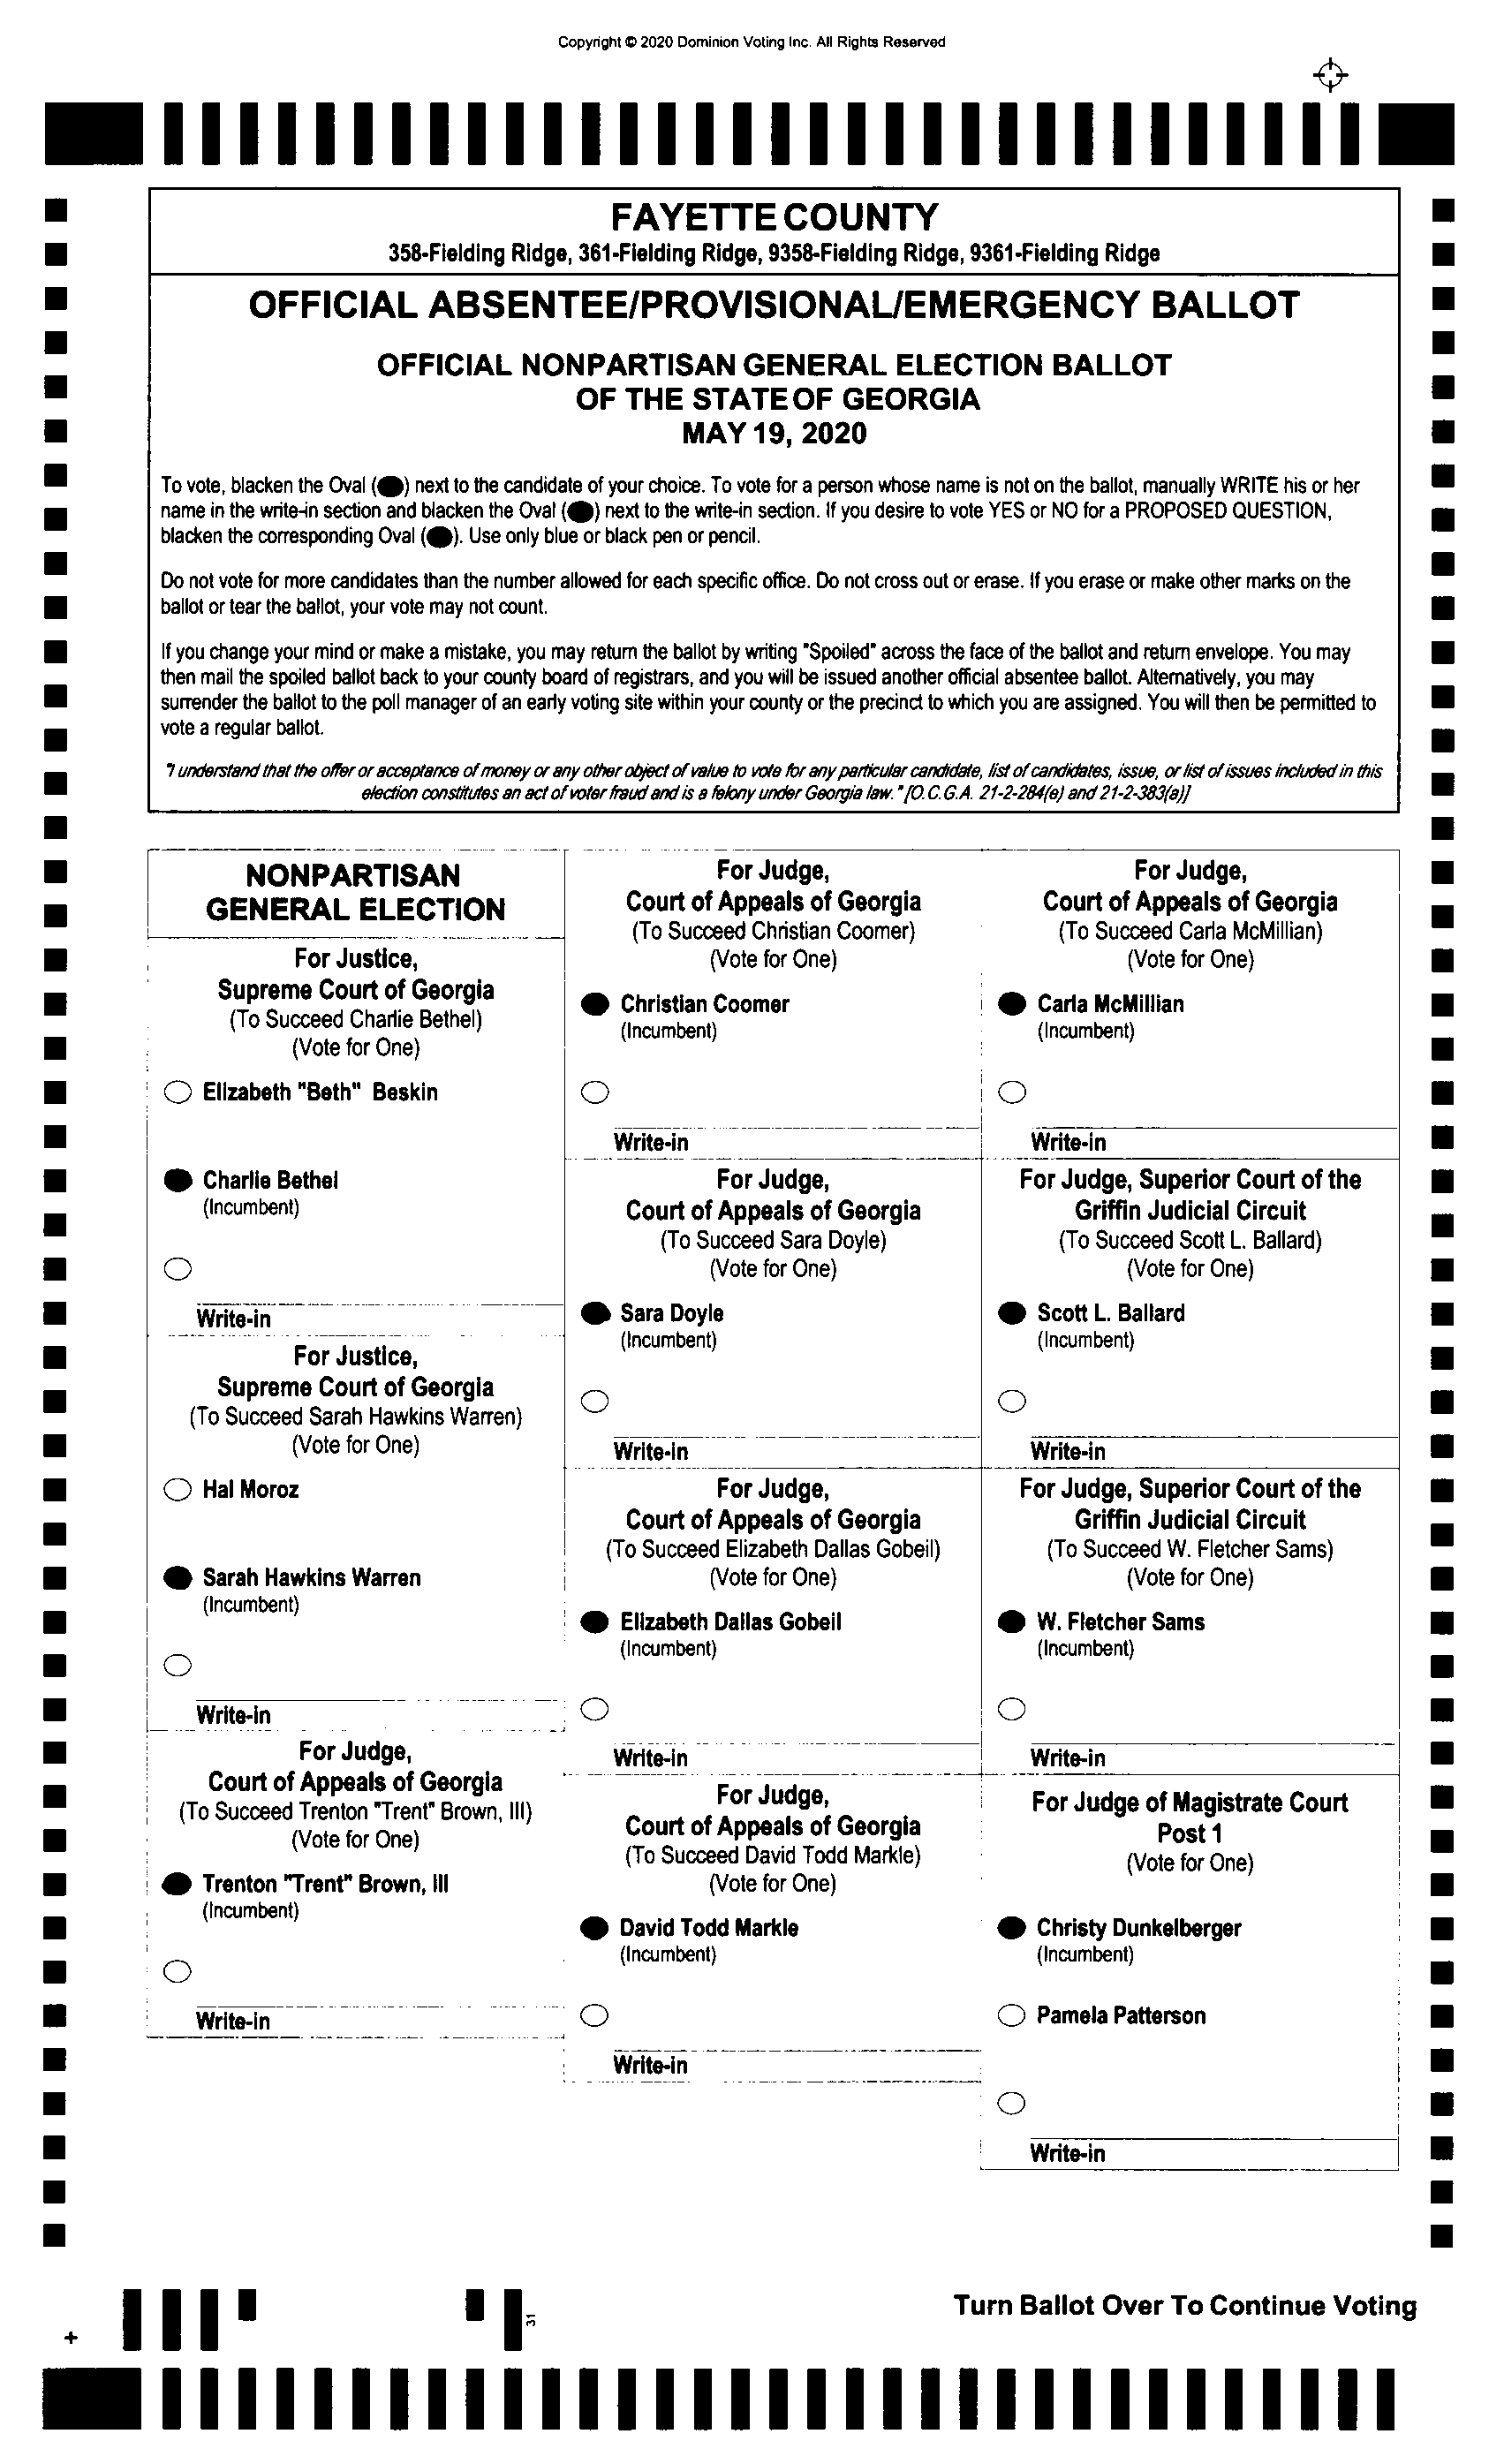 Copyright © 2020 Dominion Voting Inc. All Rights Reserved
FAYETTE COUNTY
358-Fielding Ridge, 361-Fielding Ridge, 9358-Fielding Ridge, 9361-Fielding Ridge
OFFICIAL ABSENTEE/PROVISIONAL/EMERGENCY BALLOT
OFFICIAL NONPARTISAN GENERAL ELECTION BALLOT
OF THE STATE OF GEORGIA
MAY 19, 2020
To vote, blacken the Oval (⬬) next to the candidate of your choice. To vote for a person whose name is not on the ballot, manually WRITE his or her
name in the write-in section and blacken the Oval (⬬) next to the write-in section. If you desire to vote YES or NO for a PROPOSED QUESTION,
blacken the corresponding Oval (⬬). Use only blue or black pen or pencil.
Do not vote for more candidates than the number allowed for each specific office. Do not cross out or erase. If you erase or make other marks on the
ballot or tear the ballot, your vote may not count.
If you change your mind or make a mistake, you may return the ballot by writing "Spoiled" across the face of the ballot and return envelope. You may
then mail the spoiled ballot back to your county board of registrars, and you will be issued another official absentee ballot. Alternatively, you may
surrender the ballot to the poll manager of an early voting site within your county or the precinct to which you are assigned. You will then be permitted to
vote a regular ballot.
"I understand that the offer or acceptance of money or any other object of value to vote for any particular candidate, list of candidates, issue, or list of issues included in this
election constitutes an act of voter fraud and is a felony under Georgia law." [O.C.G.A. 21-2-284(e) and 21-2-383(a)]
NONPARTISAN
GENERAL ELECTION
For Justice,
Supreme Court of Georgia
(To Succeed Charlie Bethel)
(Vote for One)
Elizabeth "Beth" Beskin
Charlie Bethel
(Incumbent)
Write-in
For Justice,
Supreme Court of Georgia
(To Succeed Sarah Hawkins Warren)
(Vote for One)
Hal Moroz
Sarah Hawkins Warren
(Incumbent)
Write-in
For Judge,
Court of Appeals of Georgia
(To Succeed Trenton "Trent" Brown, III)
(Vote for One)
Trenton "Trent" Brown, III
(Incumbent)
Write-in
For Judge,
Court of Appeals of Georgia
(To Succeed Christian Coomer)
(Vote for One)
Christian Coomer
(Incumbent)
Write-in
For Judge,
Court of Appeals of Georgia
(To Succeed Sara Doyle)
(Vote for One)
Sara Doyle
(Incumbent)
Write-in
For Judge,
Court of Appeals of Georgia
(To Succeed Elizabeth Dallas Gobeil)
(Vote for One)
Elizabeth Dallas Gobeil
(Incumbent)
Write-in
For Judge,
Court of Appeals of Georgia
(To Succeed David Todd Markle)
(Vote for One)
David Todd Markle
(Incumbent)
Write-in
For Judge,
Court of Appeals of Georgia
(To Succeed Carla McMillian)
(Vote for One)
Carla McMillian
(Incumbent)
Write-in
For Judge, Superior Court of the
Griffin Judicial Circuit
(To Succeed Scott L. Ballard)
(Vote for One)
Scott L. Ballard
(Incumbent)
Write-in
For Judge, Superior Court of the
Griffin Judicial Circuit
(To Succeed W. Fletcher Sams)
(Vote for One)
W. Fletcher Sams
(Incumbent)
Write-in
For Judge of Magistrate Court
Post 1
(Vote for One)
Christy Dunkelberger
(Incumbent)
Pamela Patterson
Write-in
Turn Ballot Over To Continue Voting
31
+